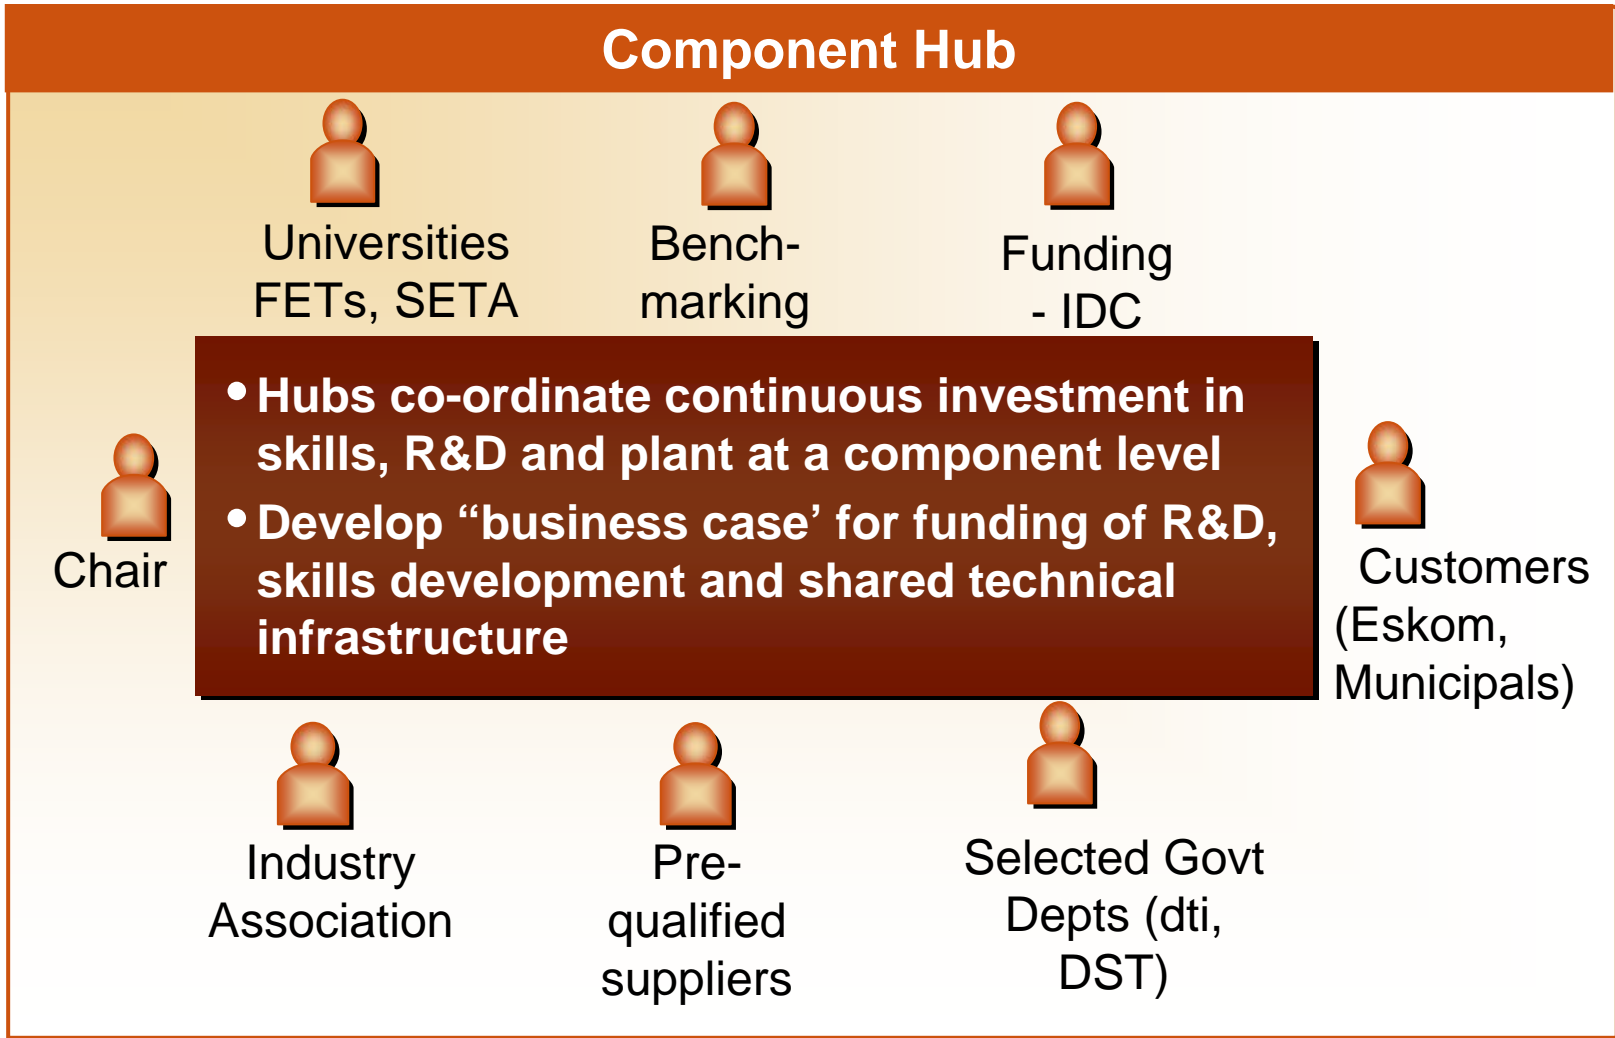 Component Hub
Universities
FETs, SETA
Bench-
marking
Funding
- IDC
• Hubs co-ordinate continuous investment in
skills, R&D and plant at a component level
• Develop “business case’ for funding of R&D,
skills development and shared technical
infrastructure
Chair
Customers
(Eskom,
Municipals)
Industry
Association
Pre-
qualified
suppliers
Selected Govt
Depts (dti,
DST)